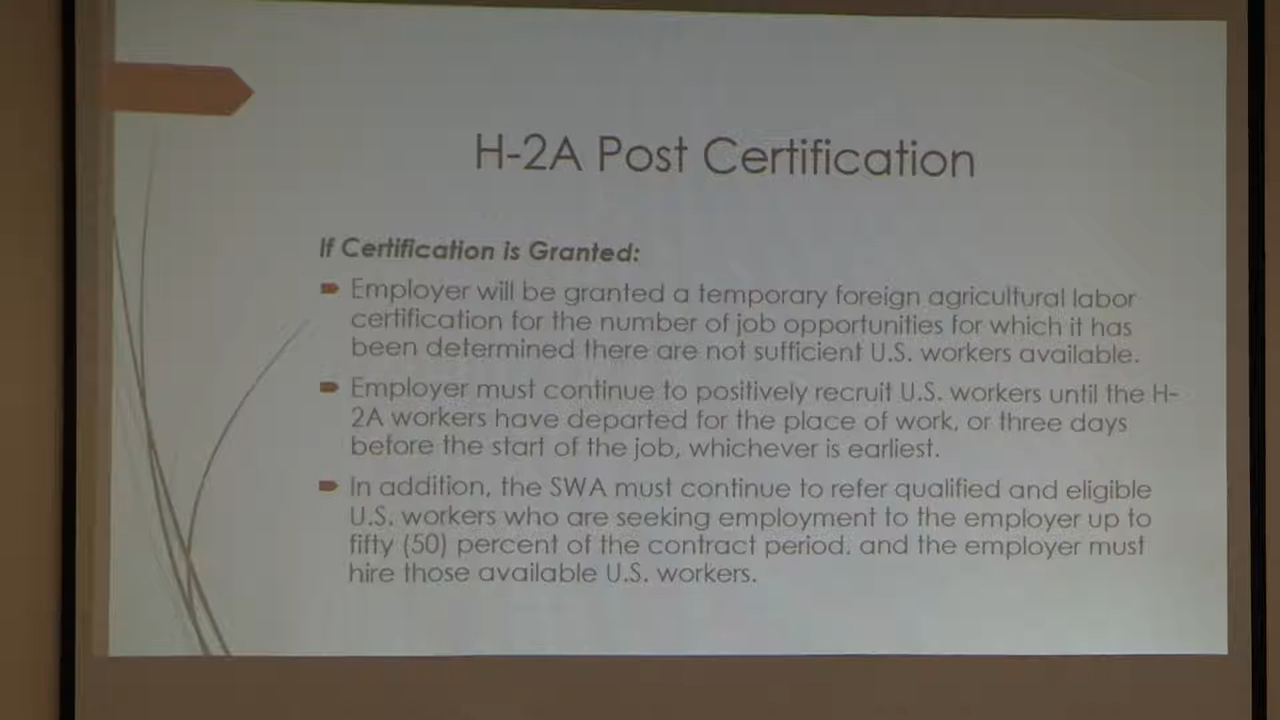 H-2A Post Certification
If Certification is Granted:
Employer will be granted a temporary foreign agricultural labor
certification for the number of job opportunities for which it has
been determined there are not sufficient U.S. workers available.
Employer must continue to positively recruit U.S. workers until the H-
2A workers have departed for the place of work, or three days
before the start of the job, whichever is earliest.
In addition, the SWA must continue to refer qualified and eligible
U.S. workers who are seeking employment to the employer up to
fifty (50) percent of the contract period, and the employer must
hire those available U.S. workers.